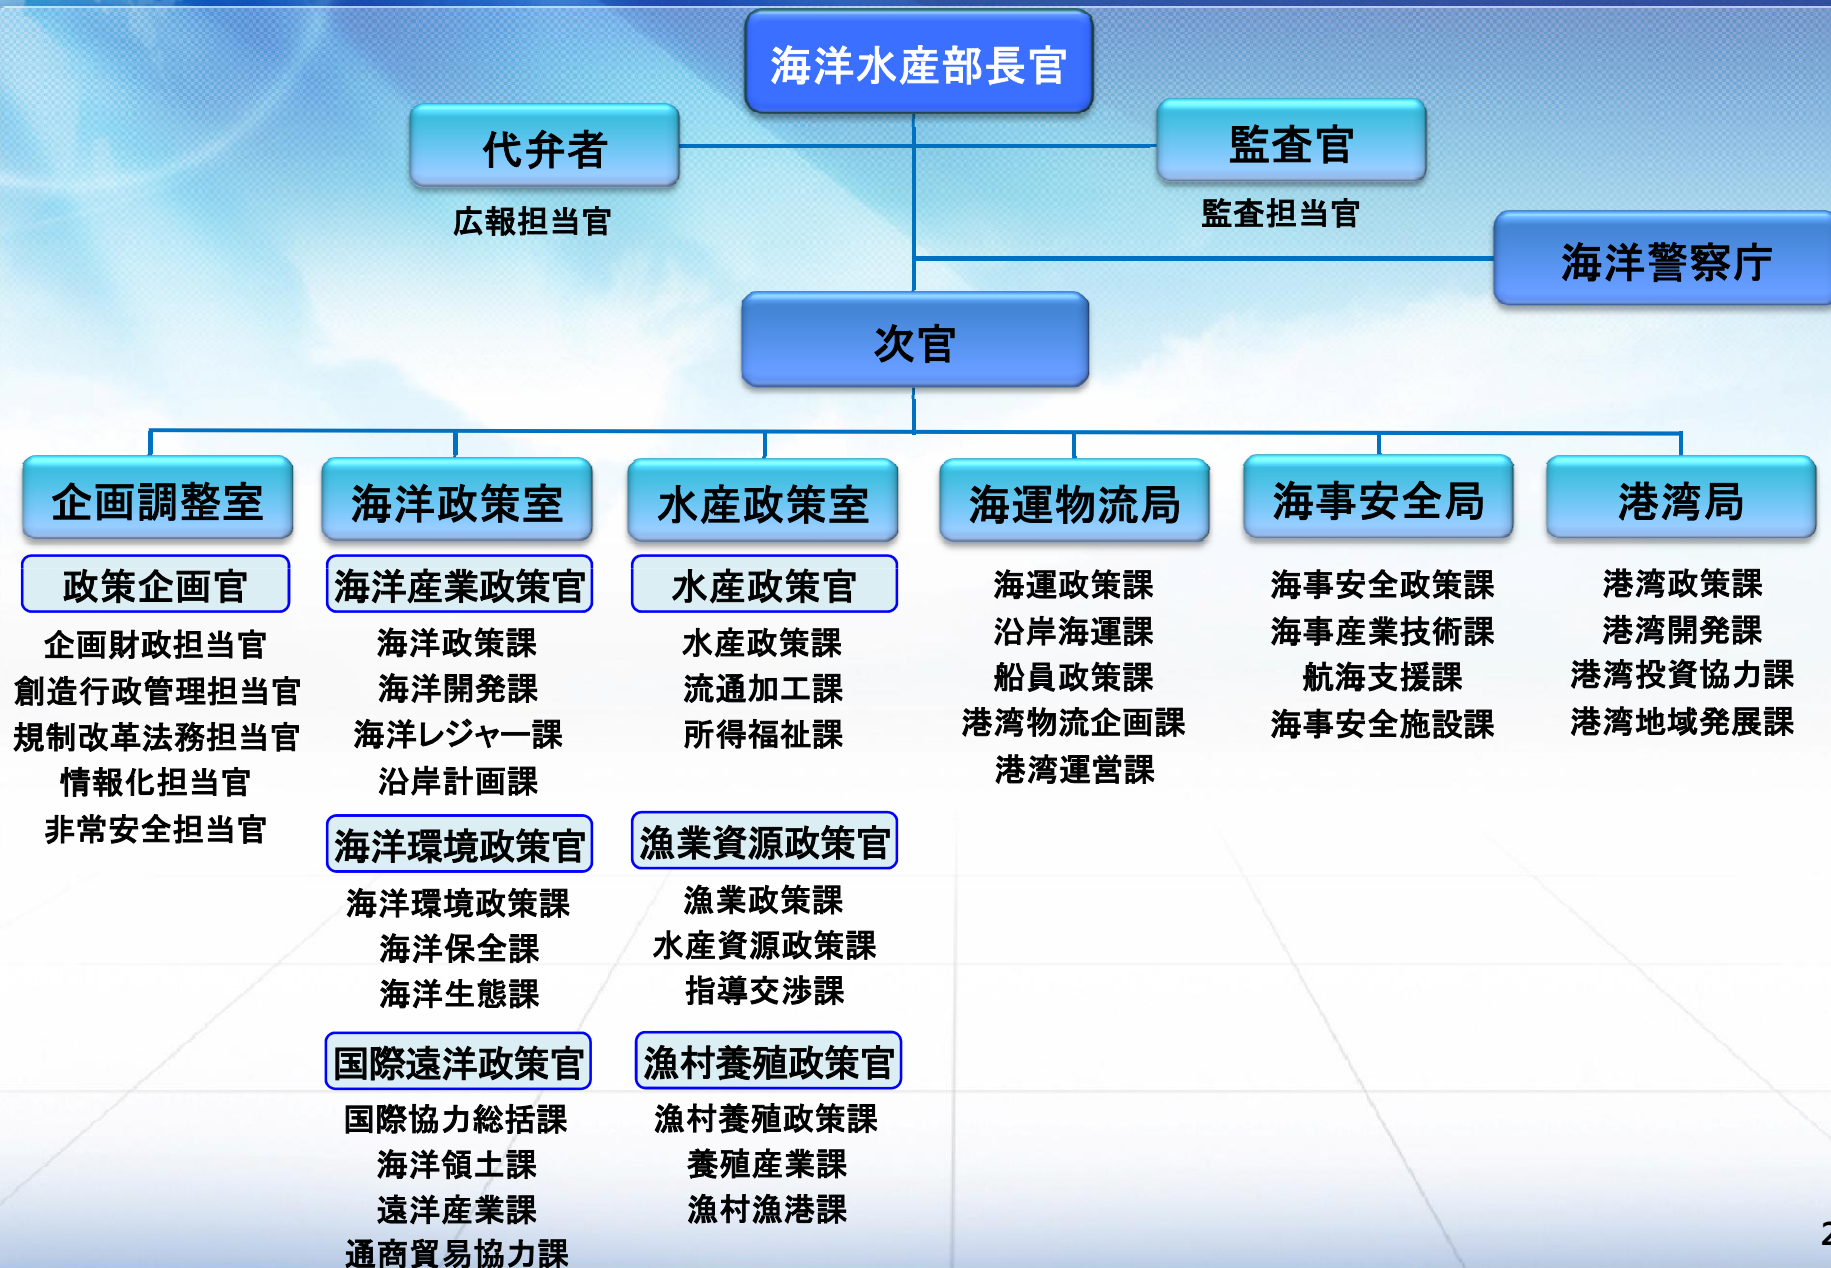 海洋水産部長官
代弁者
監査官
広報担当官
監査担当官
海洋警察庁
次官
企画調整室
政策企画官
企画財政担当官
創造行政管理担当官
規制改革法務担当官
情報化担当官
非常安全担当官
海洋政策室
海洋産業政策官
海洋政策課
海洋開発課
海洋レジャー課
沿岸計画課
海洋環境政策官
海洋環境政策課
海洋保全課
海洋生態課
国際遠洋政策官
国際協力総括課
海洋領土課
遠洋産業課
通商貿易協力課
水産政策室
水産政策官
水産政策課
流通加工課
所得福祉課
漁業資源政策官
漁業政策課
水産資源政策課
指導交渉課
漁村養殖政策官
漁村養殖政策課
養殖産業課
漁村漁港課
海運物流局
海運政策課
沿岸海運課
船員政策課
港湾物流企画課
港湾運営課
海事安全局
海事安全政策課
海事産業技術課
航海支援課
海事安全施設課
港湾局
港湾政策課
港湾開発課
港湾投資協力課
港湾地域発展課
2